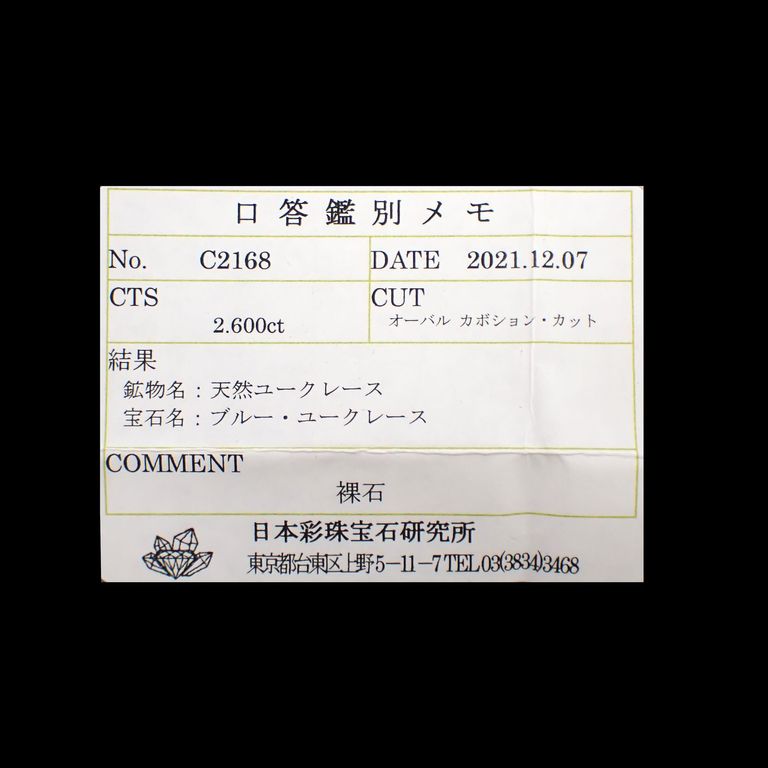 口答鑑別メモ
No. C2168 DATE 2021.12.07
CTS CUT
2.600ct オーバル カボション・カット
結果
鉱物名：天然ユークレース
宝石名：ブルー・ユークレース
COMMENT
裸石
日本彩珠宝石研究所
東京都台東区上野5－11－7 TEL 03(3834)3468